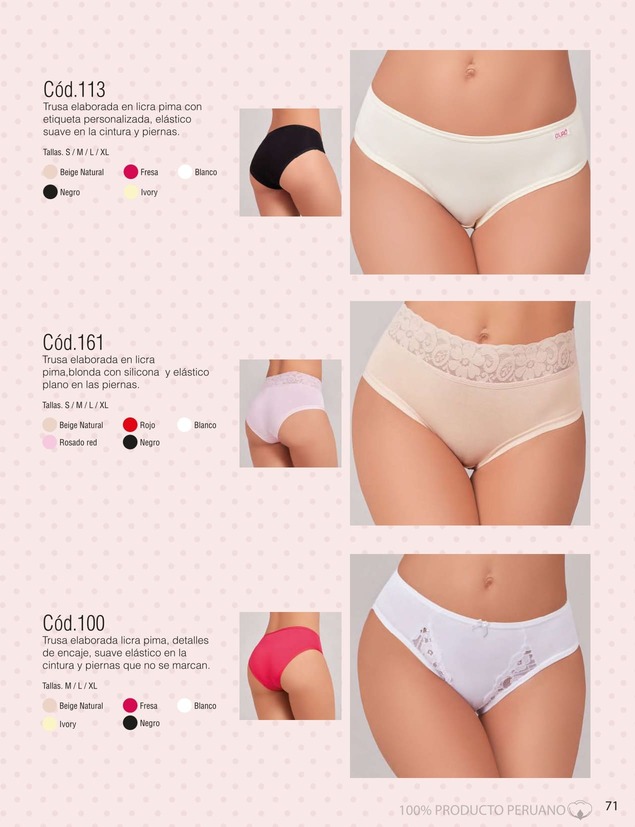 Cód.113
Trusa elaborada en licra pima con
etiqueta personalizada, elástico
suave en la cintura y piernas.
Tallas. S / M / L / XL
Beige Natural
Fresa
Blanco
Negro
Ivory
Cód.161
Trusa elaborada en licra
pima,blonda con silicona y elástico
plano en las piernas.
Tallas. S / M / L / XL
Beige Natural
Rojo
Blanco
Rosado red
Negro
Cód.100
Trusa elaborada licra pima, detalles
de encaje, suave elástico en la
cintura y piernas que no se marcan.
Tallas. M / L / XL
Beige Natural
Fresa
Blanco
Ivory
Negro
100% PRODUCTO PERUANO
71